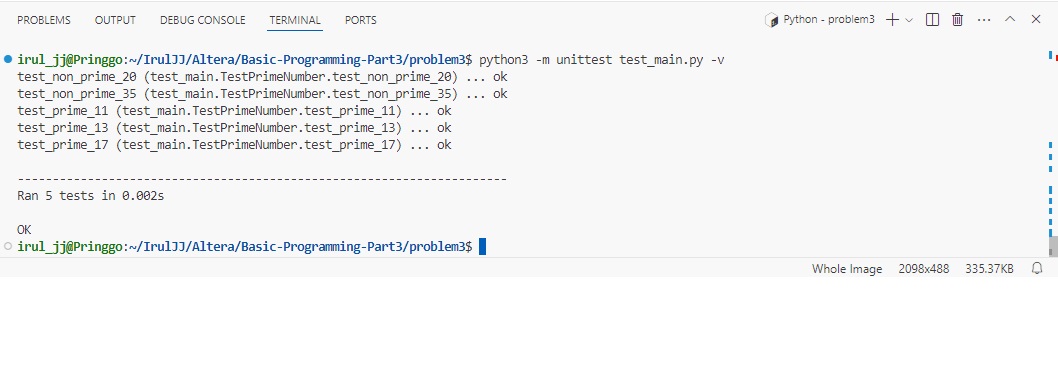 PROBLEMS OUTPUT DEBUG CONSOLE TERMINAL PORTS Python - problem3
irul_jj@Pringgo:~/IrulJJ/Altera/Basic-Programming-Part3/problem3$ python3 -m unittest test_main.py -v
test_non_prime_20 (test_main.TestPrimeNumber.test_non_prime_20) ... ok
test_non_prime_35 (test_main.TestPrimeNumber.test_non_prime_35) ... ok
test_prime_11 (test_main.TestPrimeNumber.test_prime_11) ... ok
test_prime_13 (test_main.TestPrimeNumber.test_prime_13) ... ok
test_prime_17 (test_main.TestPrimeNumber.test_prime_17) ... ok
----------------------------------------------------------------------
Ran 5 tests in 0.002s
OK
irul_jj@Pringgo:~/IrulJJ/Altera/Basic-Programming-Part3/problem3$
Whole Image 2098x488 335.37KB